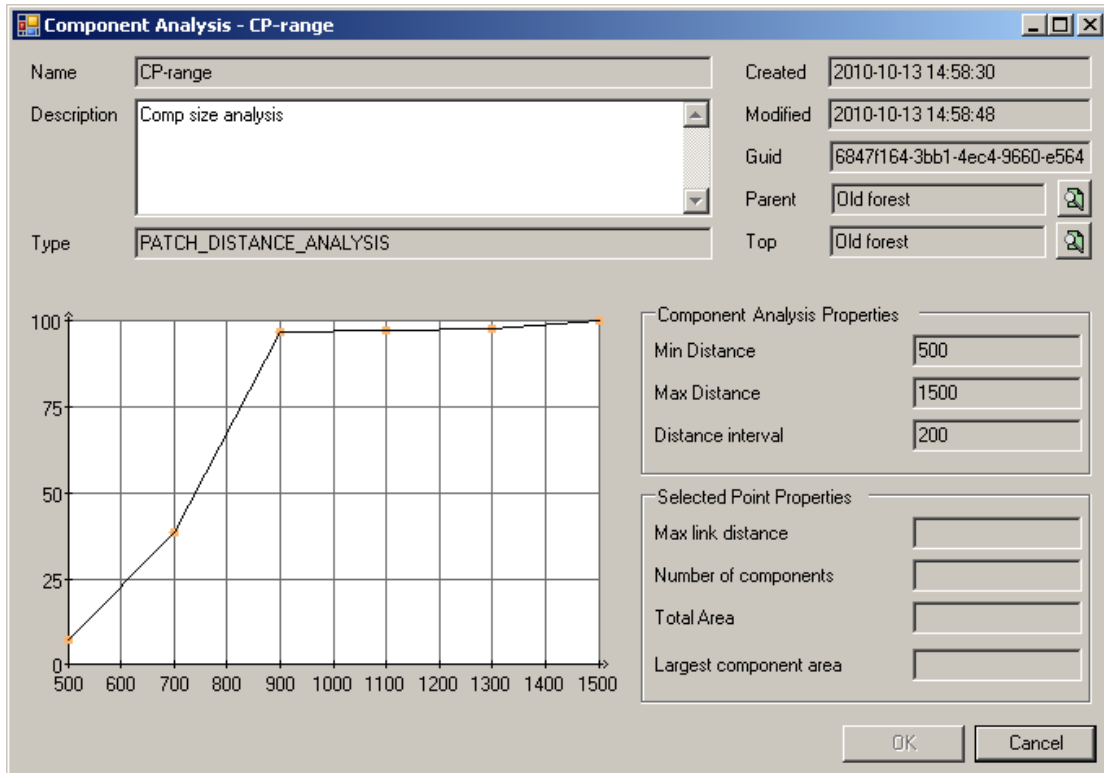 Component Analysis - CP-range
Name CP-range
Description Comp size analysis
Type PATCH_DISTANCE_ANALYSIS
Created 2010-10-13 14:58:30
Modified 2010-10-13 14:58:48
Guid 6847f164-3bb1-4ec4-9660-e564
Parent Old forest
Top Old forest
100
75
50
25
0
500 600 700 800 900 1000 1100 1200 1300 1400 1500
Component Analysis Properties
Min Distance 500
Max Distance 1500
Distance interval 200
Selected Point Properties
Max link distance
Number of components
Total Area
Largest component area
OK Cancel